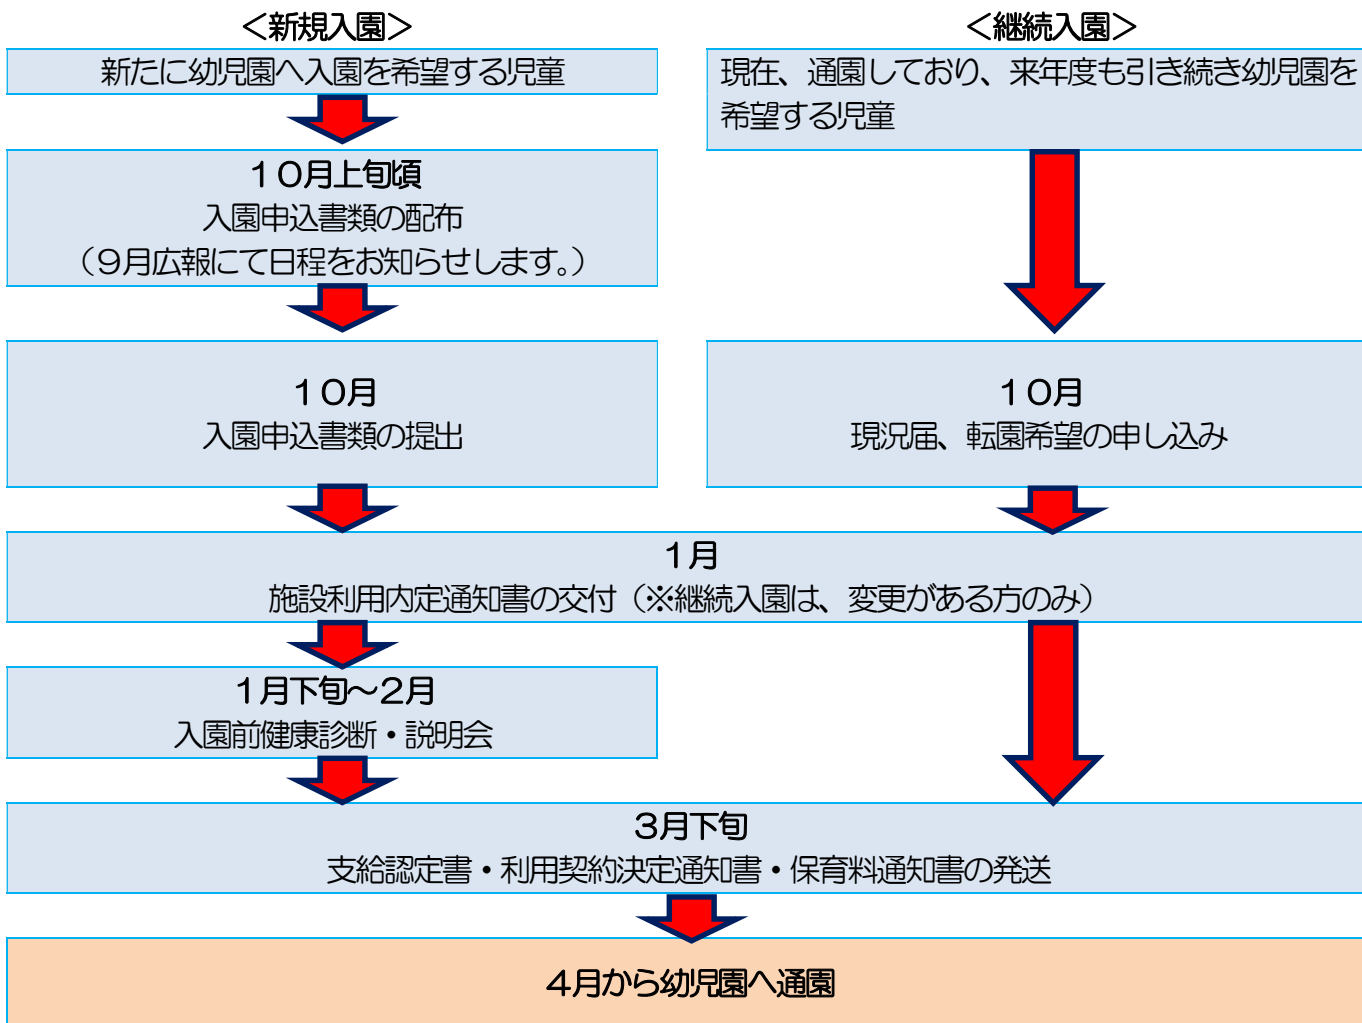 ＜新規入園＞
＜継続入園＞
新たに幼児園へ入園を希望する児童
現在、通園しており、来年度も引き続き幼児園を
希望する児童
１０月上旬頃
入園申込書類の配布
（９月広報にて日程をお知らせします。）
１０月
入園申込書類の提出
１０月
現況届、転園希望の申し込み
１月
施設利用内定通知書の交付（※継続入園は、変更がある方のみ）
１月下旬～２月
入園前健康診断・説明会
３月下旬
支給認定書・利用契約決定通知書・保育料通知書の発送
４月から幼児園へ通園